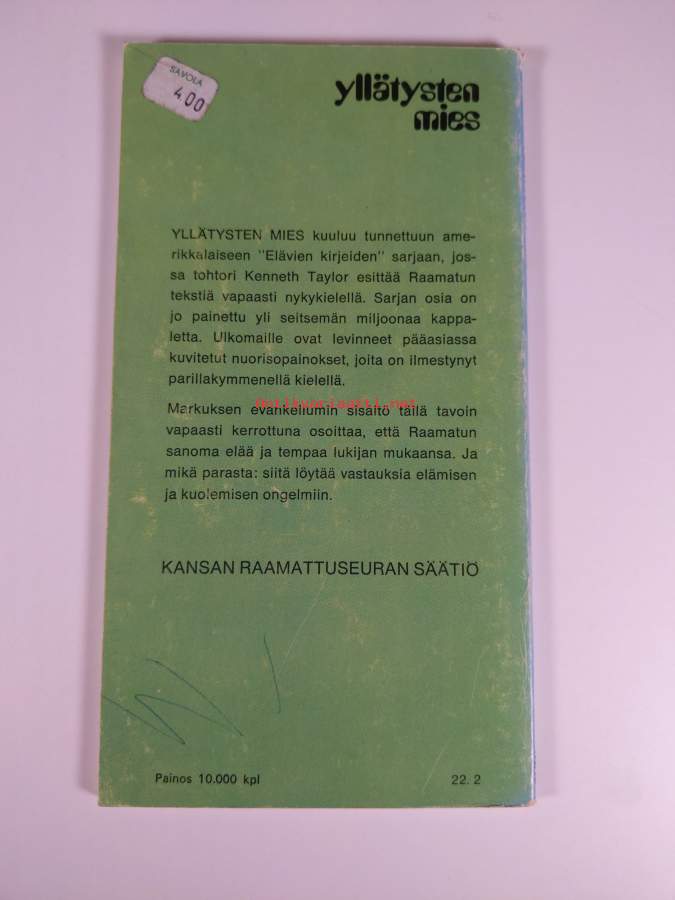 SAVOLA
4.00
yllätysten
mies
YLLÄTYSTEN MIES kuuluu tunnettuun ame-
rikkalaiseen "Elävien kirjeiden" sarjaan, jos-
sa tohtori Kenneth Taylor esittää Raamatun
tekstiä vapaasti nykykielellä. Sarjan osia on
jo painettu yli seitsemän miljoonaa kappa-
letta. Ulkomaille ovat levinneet pääasiassa
kuvitetut nuorisopainokset, joita on ilmestynyt
parillakymmenellä kielellä.
antikvariaatti.net
Markuksen evankeliumin sisältö tällä tavoin
vapaasti kerrottuna osoittaa, että Raamatun
sanoma elää ja tempaa lukijan mukaansa. Ja
mikä parasta: siitä löytää vastauksia elämisen
ja kuolemisen ongelmiin.
KANSAN RAAMATTUSEURAN SÄÄTIÖ
Painos 10.000 kpl 22. 2